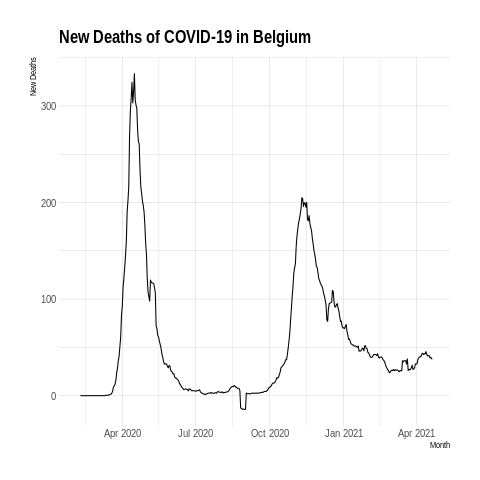 New Deaths of COVID-19 in Belgium
New Deaths
300
200
100
0
Apr 2020 Jul 2020 Oct 2020 Jan 2021 Apr 2021
Month